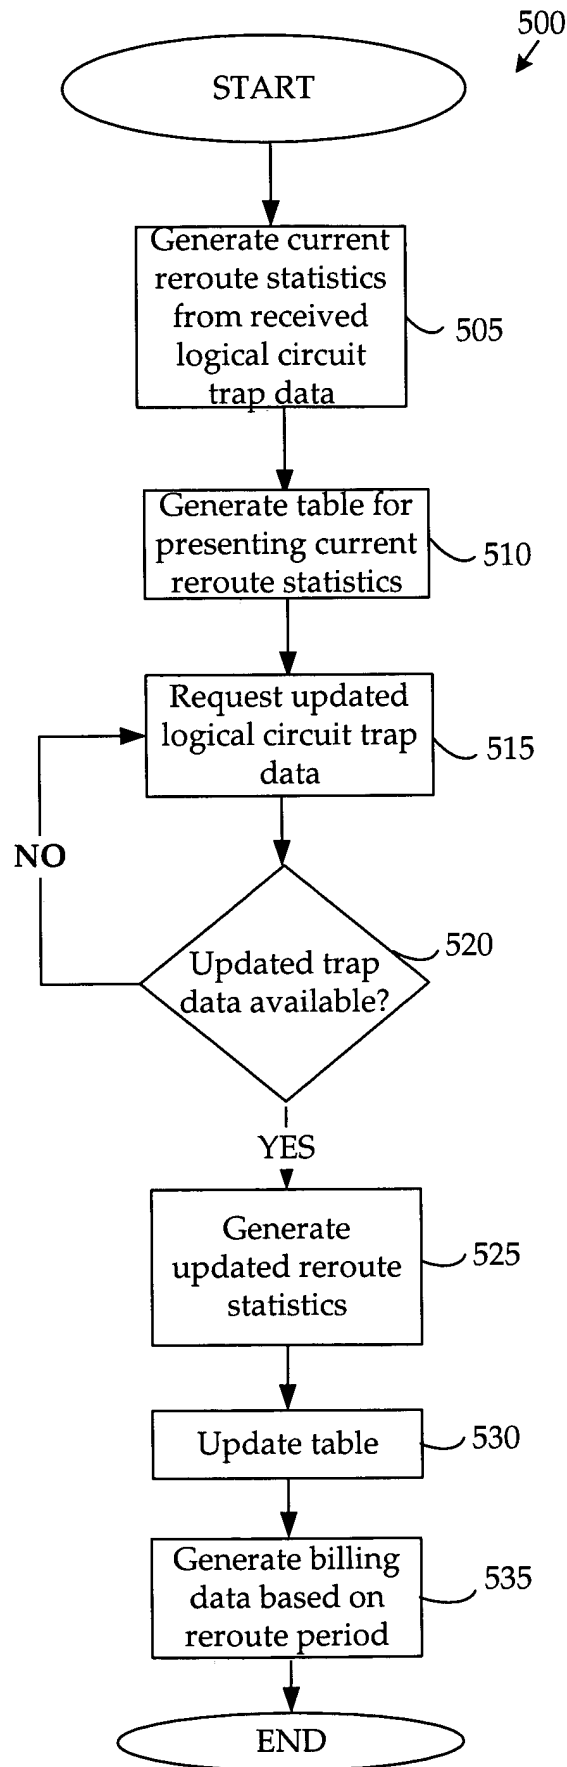 500
START
Generate current
reroute statistics
from received
logical circuit
trap data
505
Generate table for
presenting current
reroute statistics
510
Request updated
logical circuit trap
data
515
NO
520
Updated trap
data available?
YES
Generate
updated reroute
statistics
525
Update table
530
Generate billing
data based on
reroute period
535
END